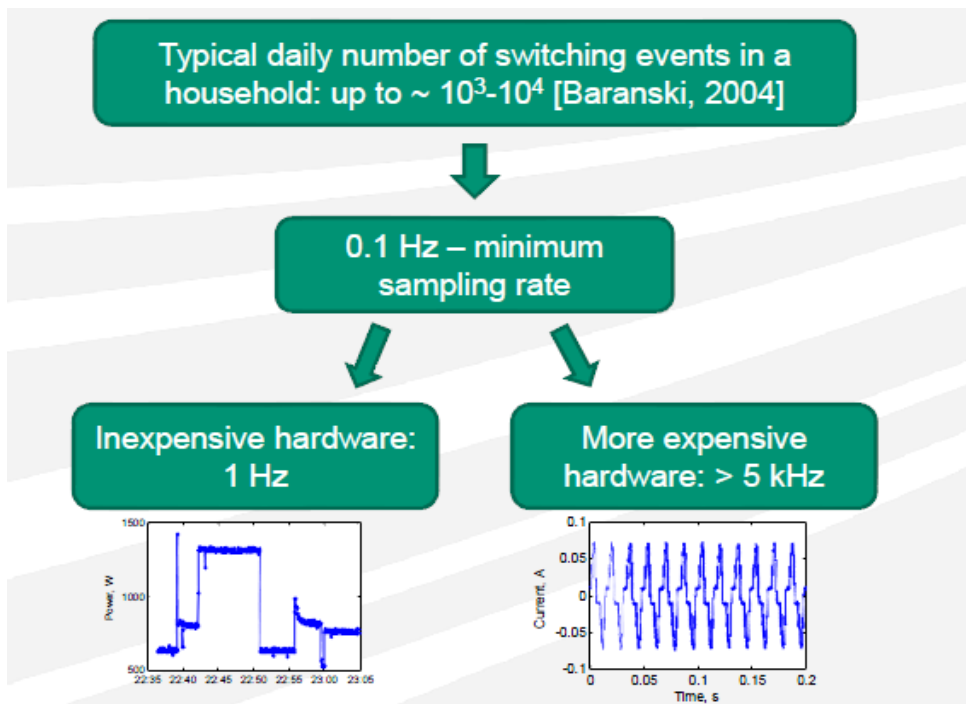 Typical daily number of switching events in a
household: up to ~ 10³-10⁴ [Baranski, 2004]
0.1 Hz – minimum
sampling rate
Inexpensive hardware:
1 Hz
More expensive
hardware: > 5 kHz
1500
1000
500
Power, W
22:35 22:40 22:45 22:50 22:55 23:00 23:05
0.1
0.05
0
-0.05
-0.1
Current, A
0 0.05 0.1 0.15 0.2
Time, s